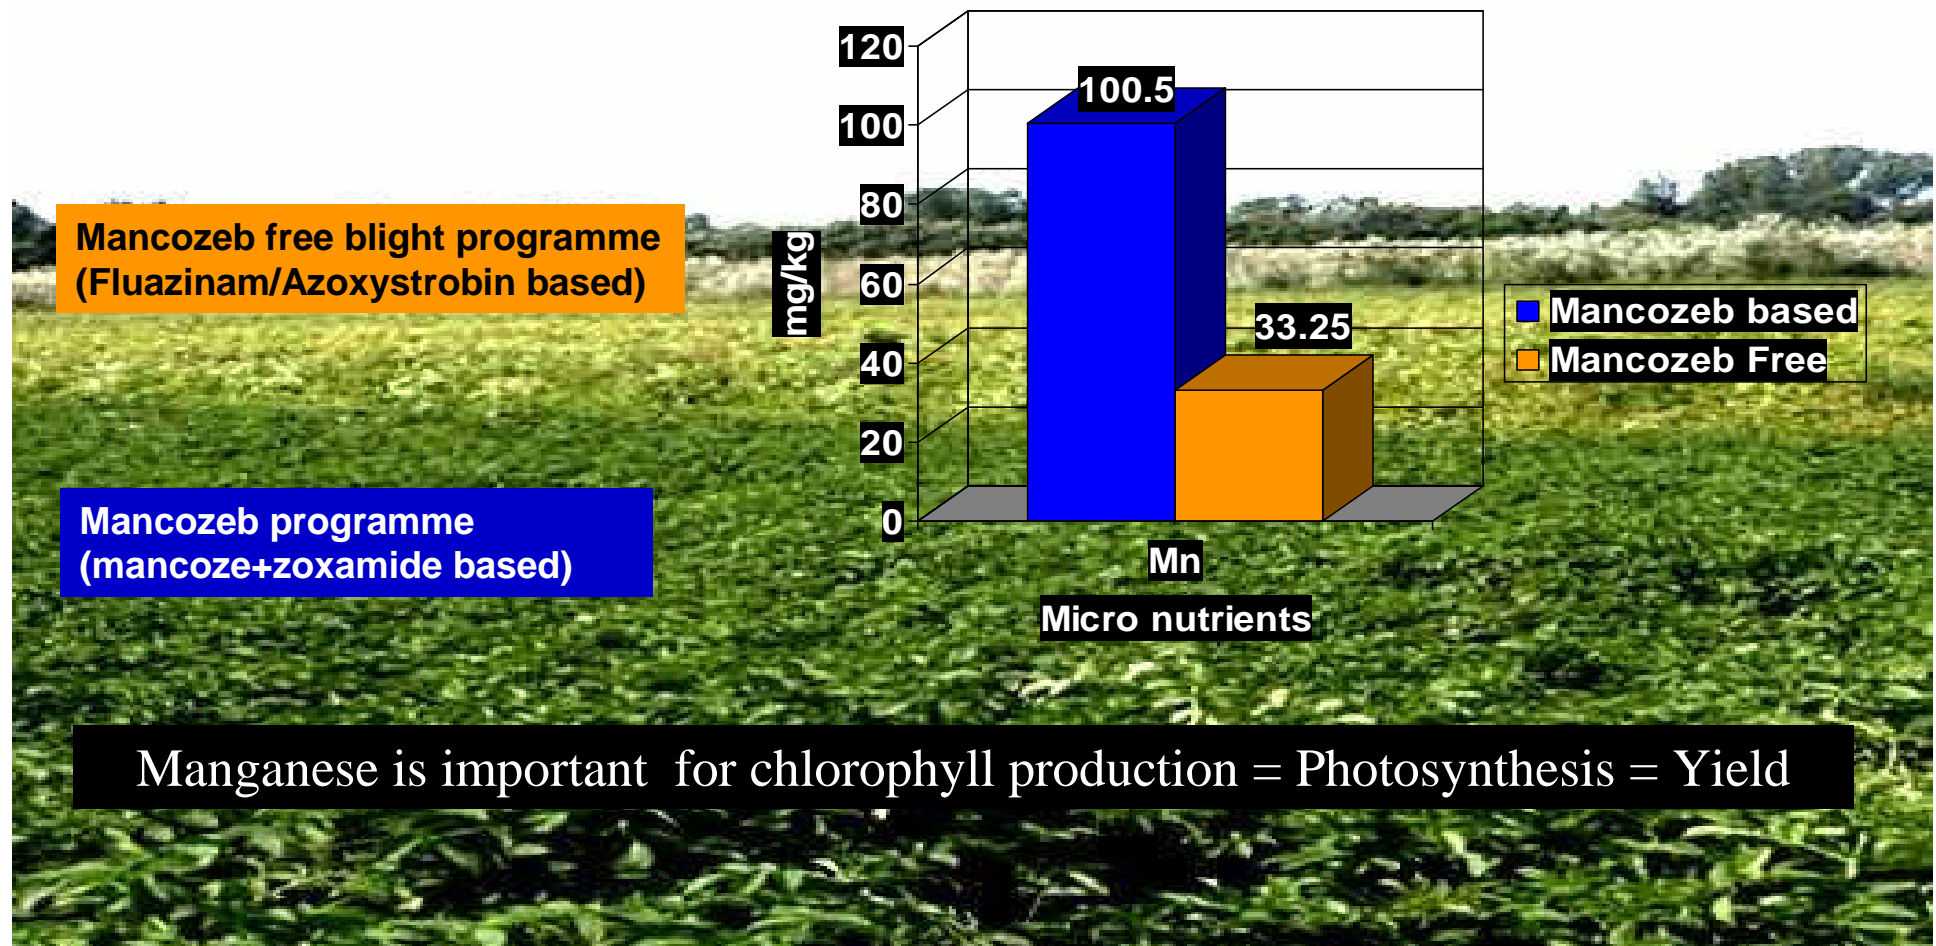 Mancozeb free blight programme
(Fluazinam/Azoxystrobin based)
Mancozeb programme
(mancoze+zoxamide based)
120
100
80
60
40
20
0
mg/kg
100.5
33.25
Mn
Micro nutrients
Mancozeb based
Mancozeb Free
Manganese is important for chlorophyll production = Photosynthesis = Yield